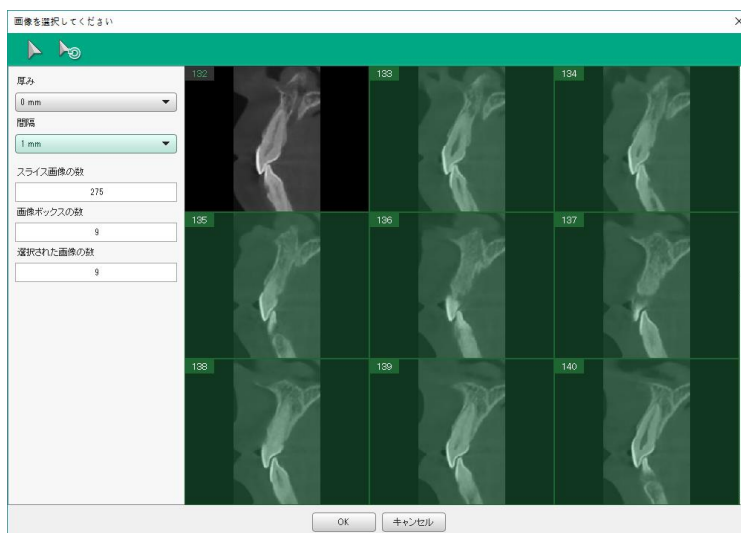 画像を選択してください
厚み
0 mm
間隔
1 mm
スライス画像の数
275
画像ボックスの数
9
選択された画像の数
9
132 133 134
135 136 137
138 139 140
OK キャンセル